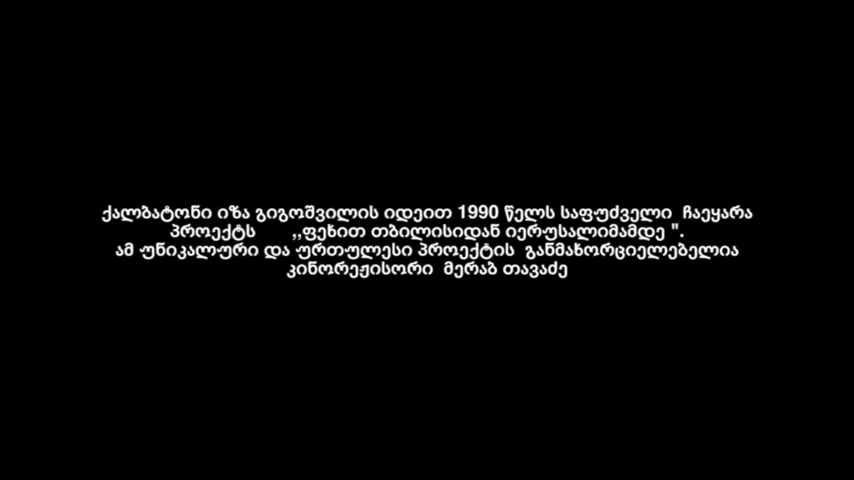 ქალბატონი იზა გიგოშვილის იდეით 1990 წელს საფუძველი ჩაეყარა
პროექტს ,,ფეხით თბილისიდან იერუსალიმამდე ".
ამ უნიკალური და ურთულესი პროექტის განმახორციელებელია
კინორეჟისორი მერაბ თავაძე